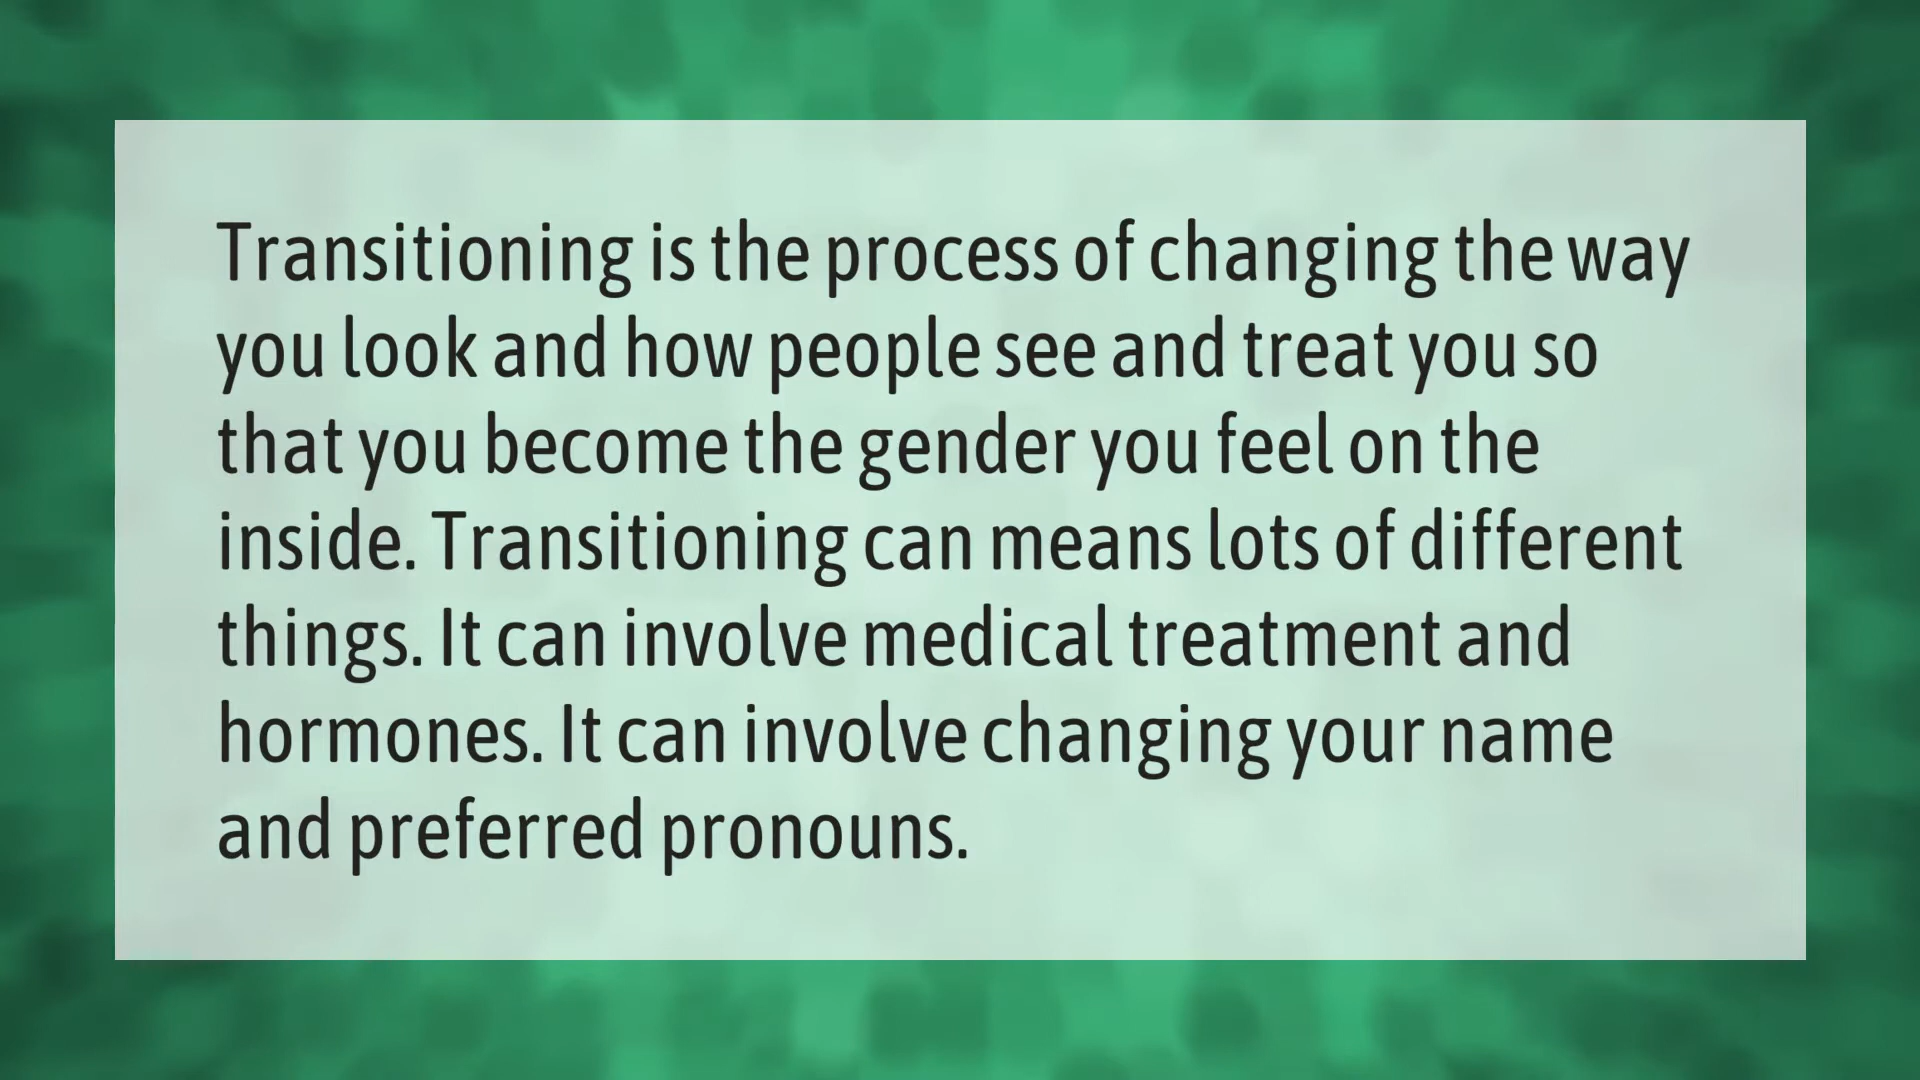 Transitioning is the process of changing the way
you look and how people see and treat you so
that you become the gender you feel on the
inside. Transitioning can means lots of different
things. It can involve medical treatment and
hormones. It can involve changing your name
and preferred pronouns.